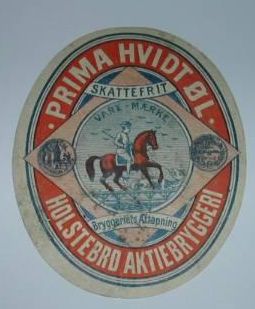 · PRIMA HVIDT ØL ·
SKATTEFRIT
VARE - MÆRKE
Bryggeriets Aftapning
HOLSTEBRO AKTIEBRYGGERI